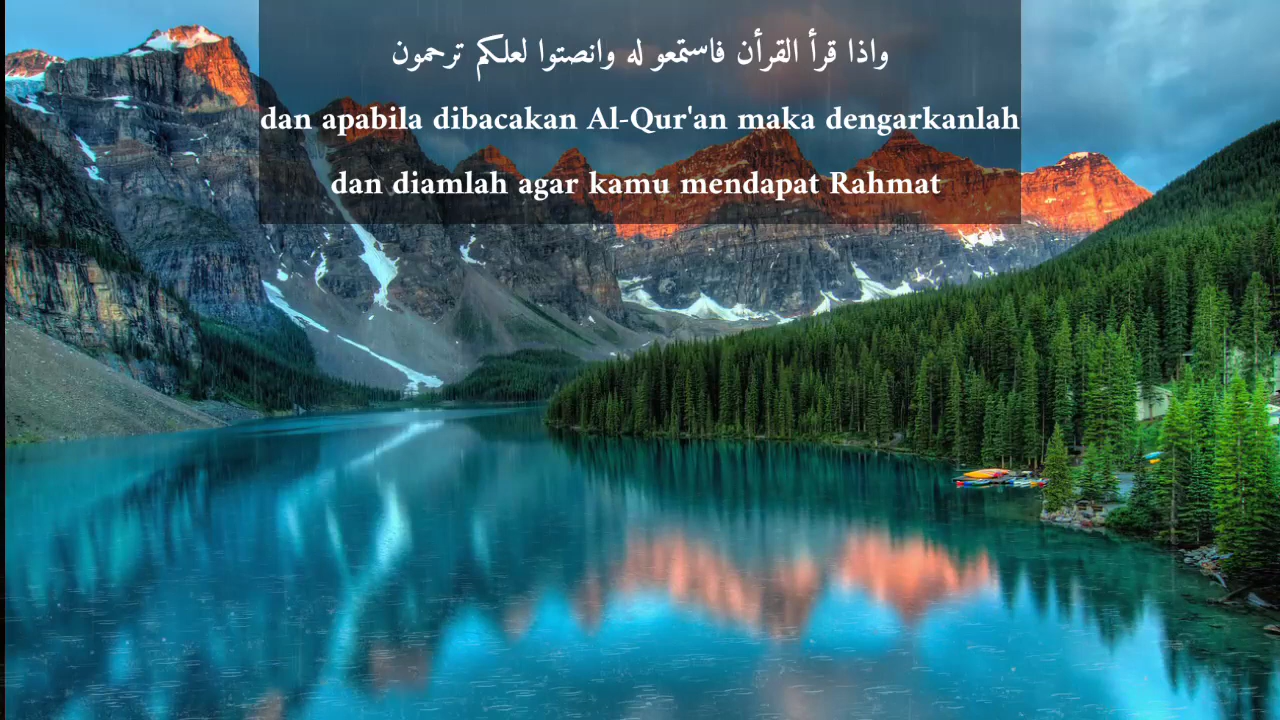 واذا قرأ القرأن فاستمعو له وانصتوا لعلكم ترحمون
dan apabila dibacakan Al-Qur'an maka dengarkanlah
dan diamlah agar kamu mendapat Rahmat